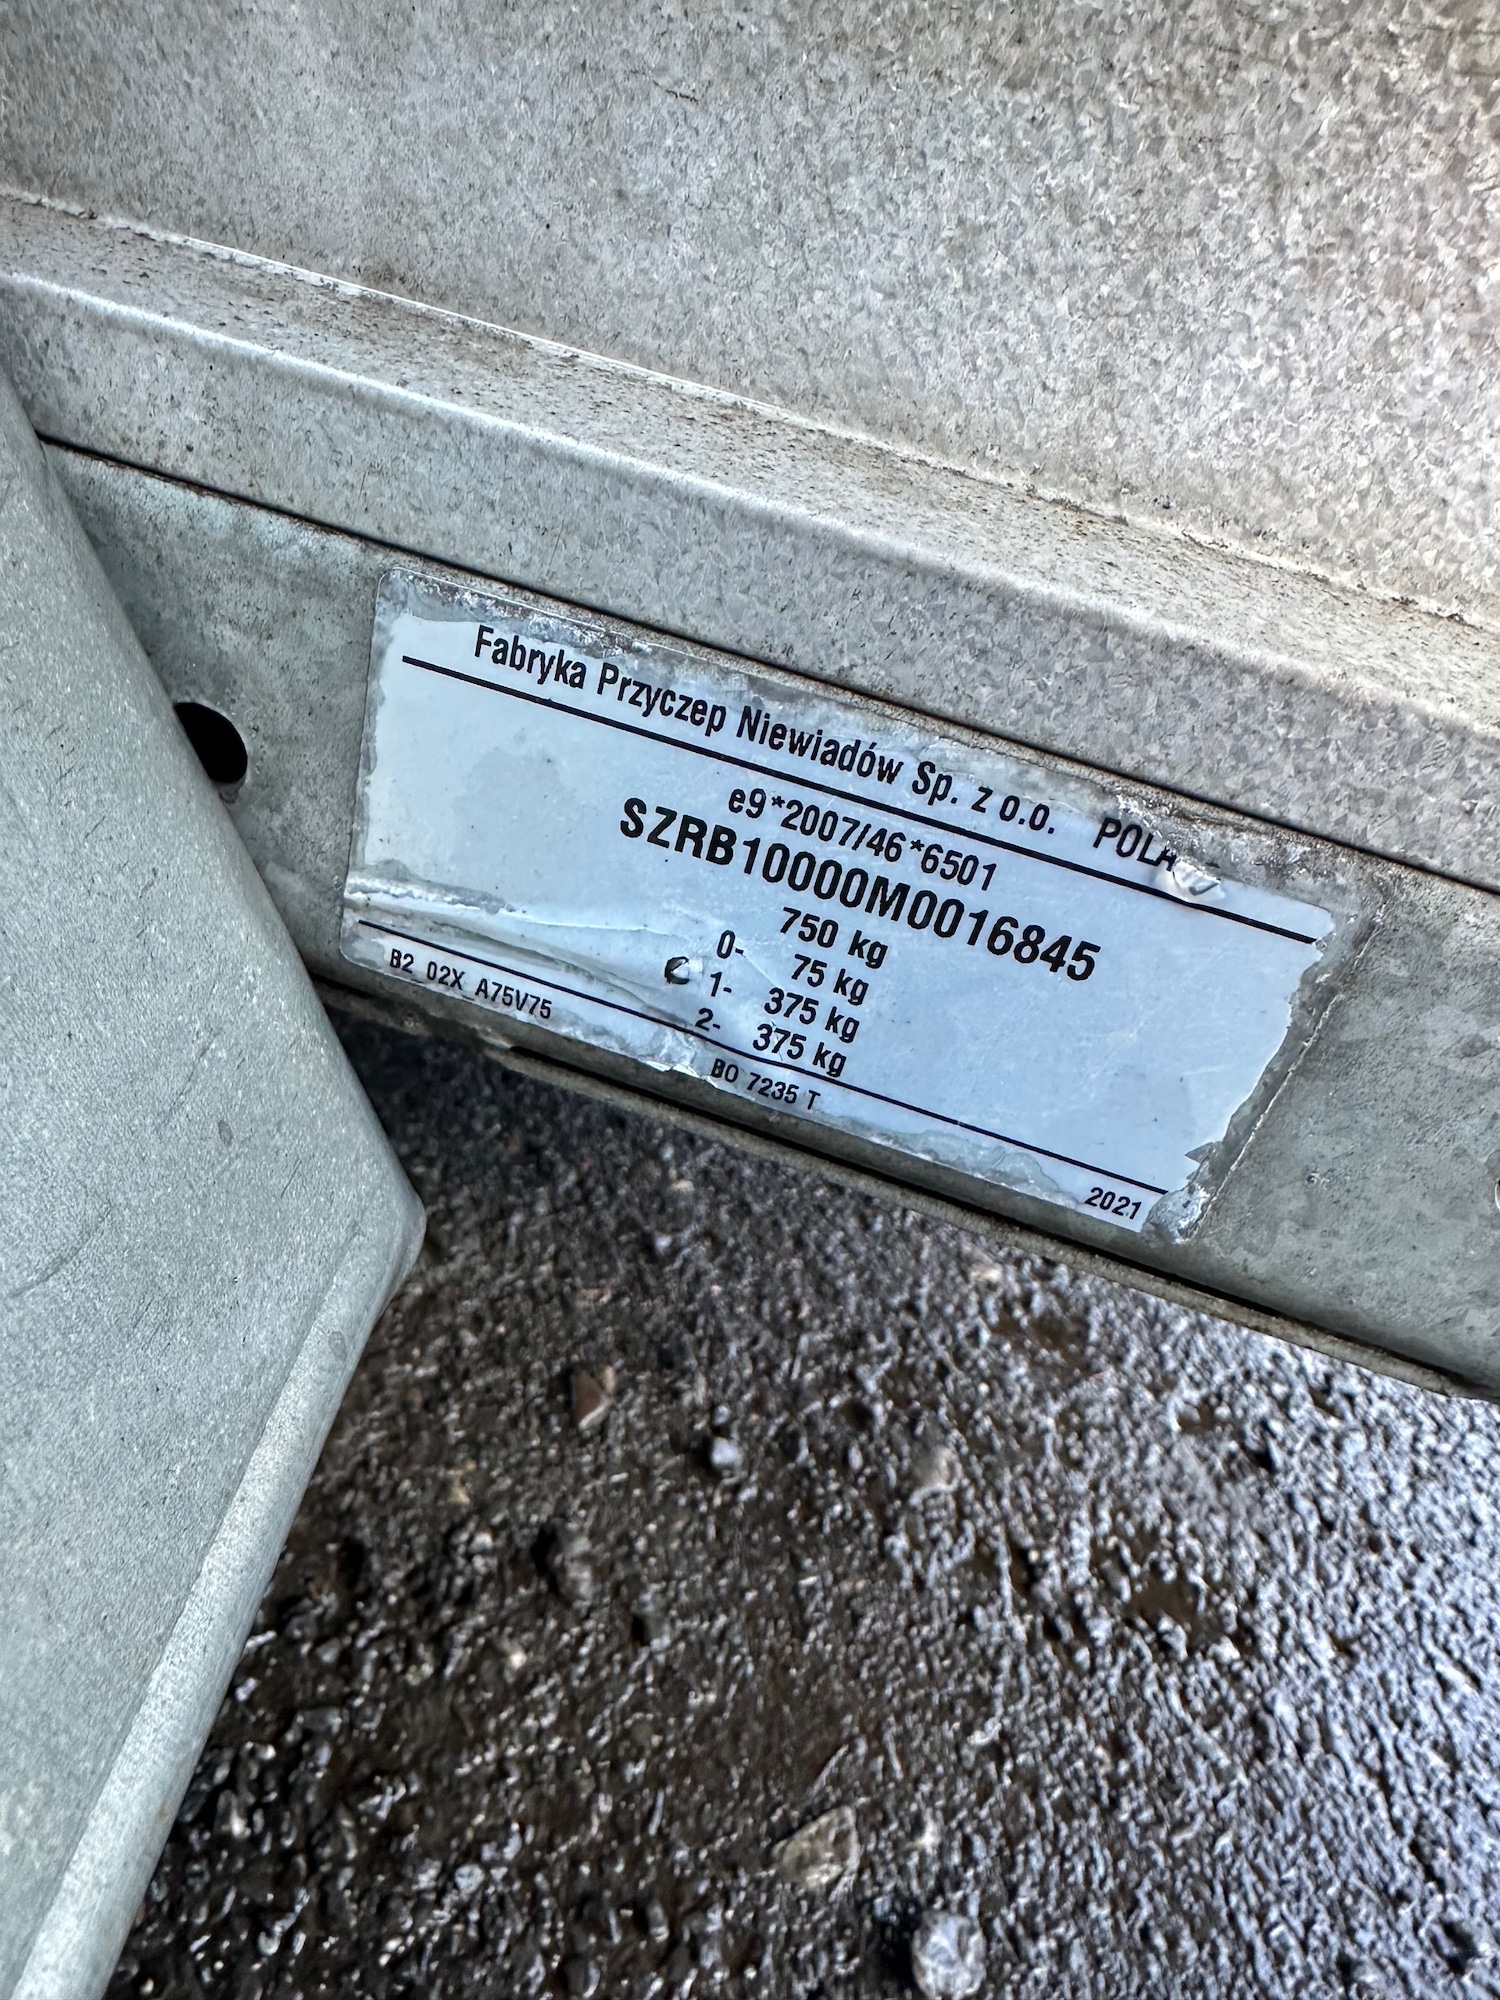 Fabryka Przyczep Niewiadów Sp. z o.o.
e9*2007/46*6501
SZRB10000M0016845
750 kg
0- 75 kg
1- 375 kg
2- 375 kg
B2_02X_A75V75
BO 7235 T
2021